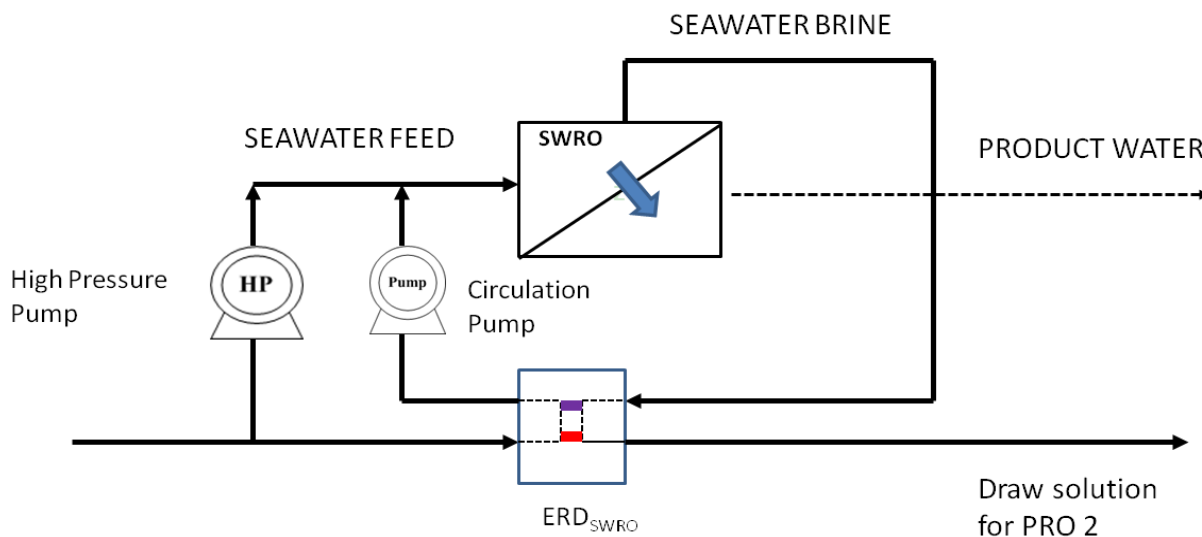 SEAWATER BRINE
SEAWATER FEED
SWRO
PRODUCT WATER
High Pressure
Pump
HP
Pump
Circulation
Pump
ERDSWRO
Draw solution
for PRO 2